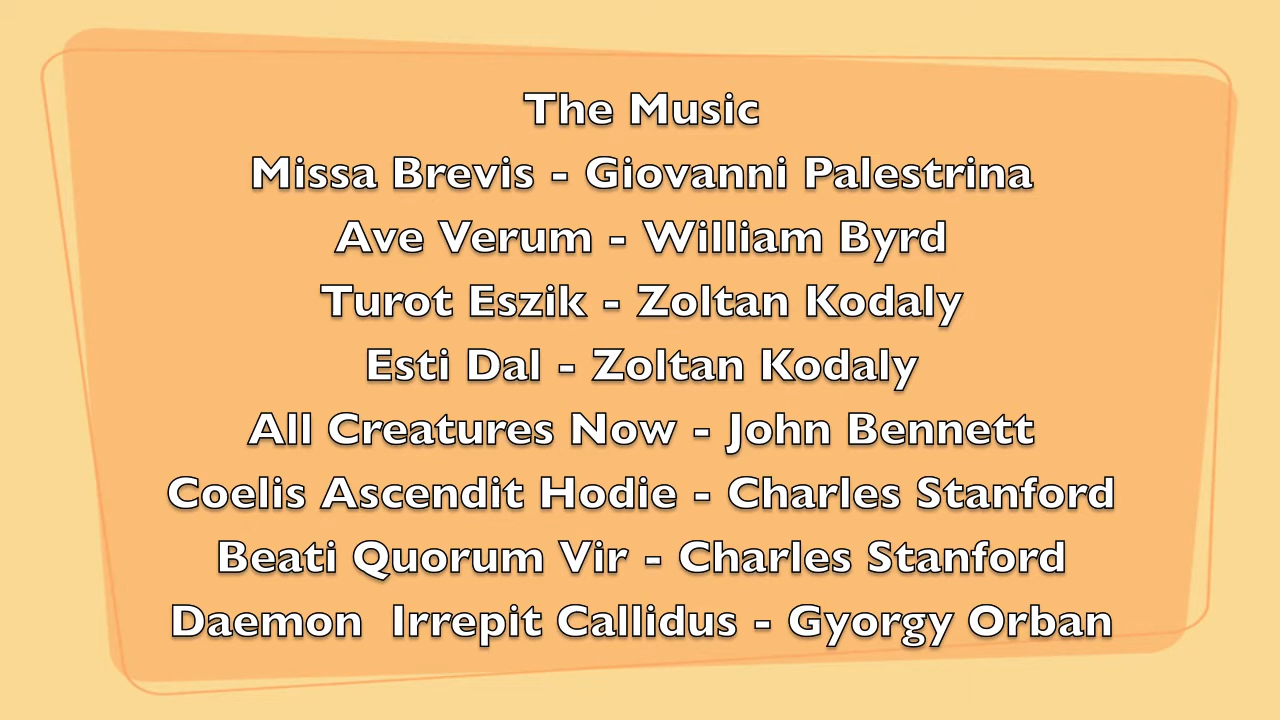 The Music
Missa Brevis - Giovanni Palestrina
Ave Verum - William Byrd
Turot Eszik - Zoltan Kodaly
Esti Dal - Zoltan Kodaly
All Creatures Now - John Bennett
Coelis Ascendit Hodie - Charles Stanford
Beati Quorum Vir - Charles Stanford
Daemon  Irrepit Callidus - Gyorgy Orban